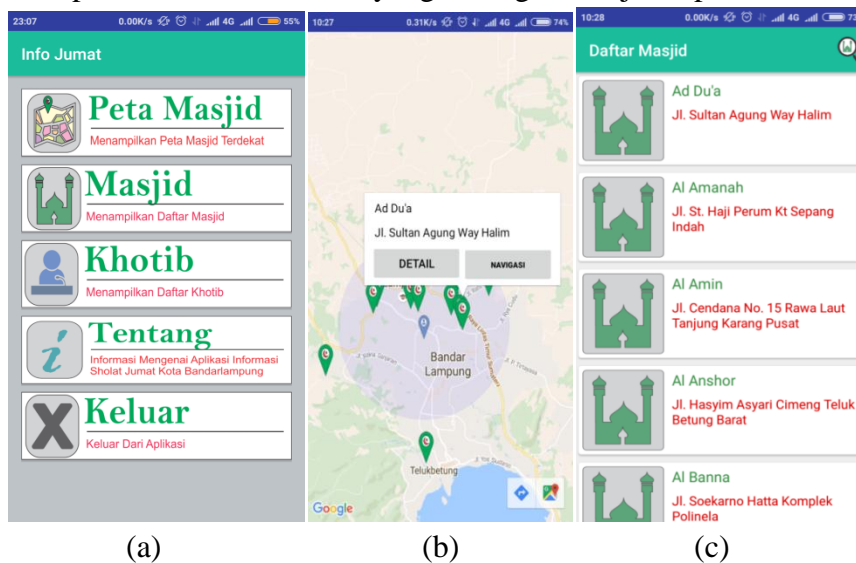 23:07 0.00K/s 4G 55%
Info Jumat
Peta Masjid
Menampilkan Peta Masjid Terdekat
Masjid
Menampilkan Daftar Masjid
Khotib
Menampilkan Daftar Khotib
Tentang
Informasi Mengenai Aplikasi Informasi
Sholat Jumat Kota Bandarlampung
Keluar
Keluar Dari Aplikasi
(a)
10:27 0.31K/s 4G 74%
Ad Du'a
Jl. Sultan Agung Way Halim
DETAIL NAVIGASI
Bandar
Lampung
Telukbetung
Google
(b)
10:28 0.00K/s 4G
Daftar Masjid
Ad Du'a
Jl. Sultan Agung Way Halim
Al Amanah
Jl. St. Haji Perum Kt Sepang
Indah
Al Amin
Jl. Cendana No. 15 Rawa Laut
Tanjung Karang Pusat
Al Anshor
Jl. Hasyim Asyari Cimeng Teluk
Betung Barat
Al Banna
Jl. Soekarno Hatta Komplek
Polinela
(c)